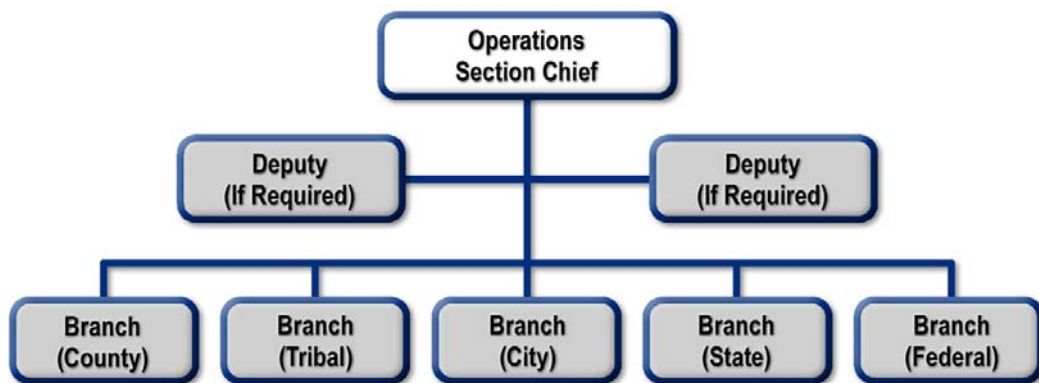 Operations
Section Chief
Deputy
(If Required)
Deputy
(If Required)
Branch
(County)
Branch
(Tribal)
Branch
(City)
Branch
(State)
Branch
(Federal)